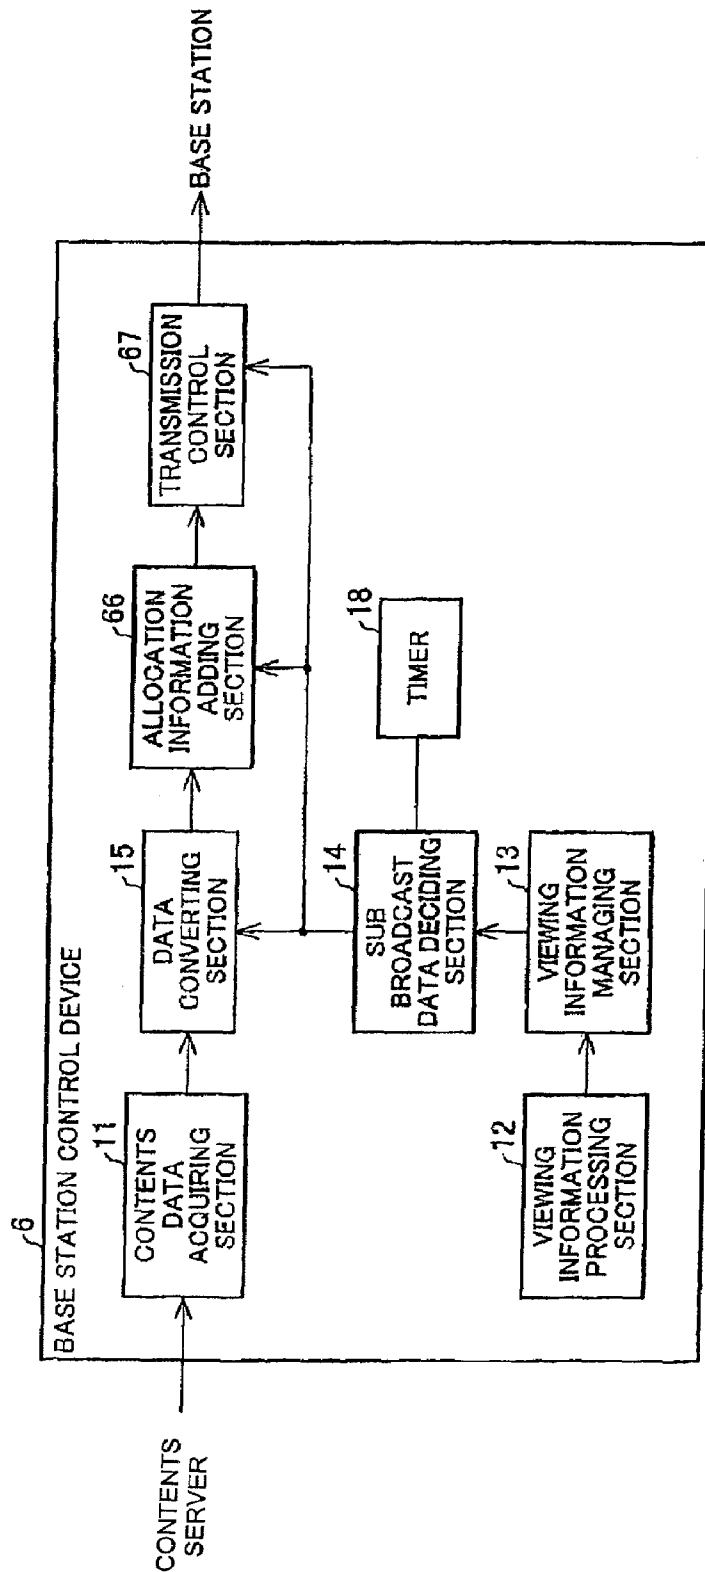 6
BASE STATION CONTROL DEVICE
CONTENTS
SERVER
11
CONTENTS
DATA
ACQUIRING
SECTION
15
DATA
CONVERTING
SECTION
66
ALLOCATION
INFORMATION
ADDING
SECTION
67
TRANSMISSION
CONTROL
SECTION
BASE STATION
14
SUB
BROADCAST
DATA DECIDING
SECTION
18
TIMER
12
VIEWING
INFORMATION
PROCESSING
SECTION
13
VIEWING
INFORMATION
MANAGING
SECTION